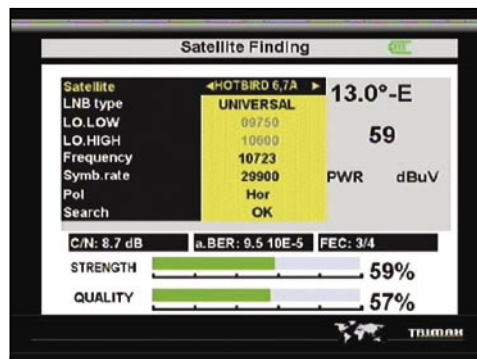 Satellite Finding
Satellite ◄HOTBIRD 6,7A ► 13.0°-E
LNB type UNIVERSAL
LO.LOW 09750
LO.HIGH 10600 59
Frequency 10723
Symb.rate 29900 PWR dBuV
Pol Hor
Search OK
C/N: 8.7 dB a.BER: 9.5 10E-5 FEC: 3/4
STRENGTH 59%
QUALITY 57%
TRIMAX